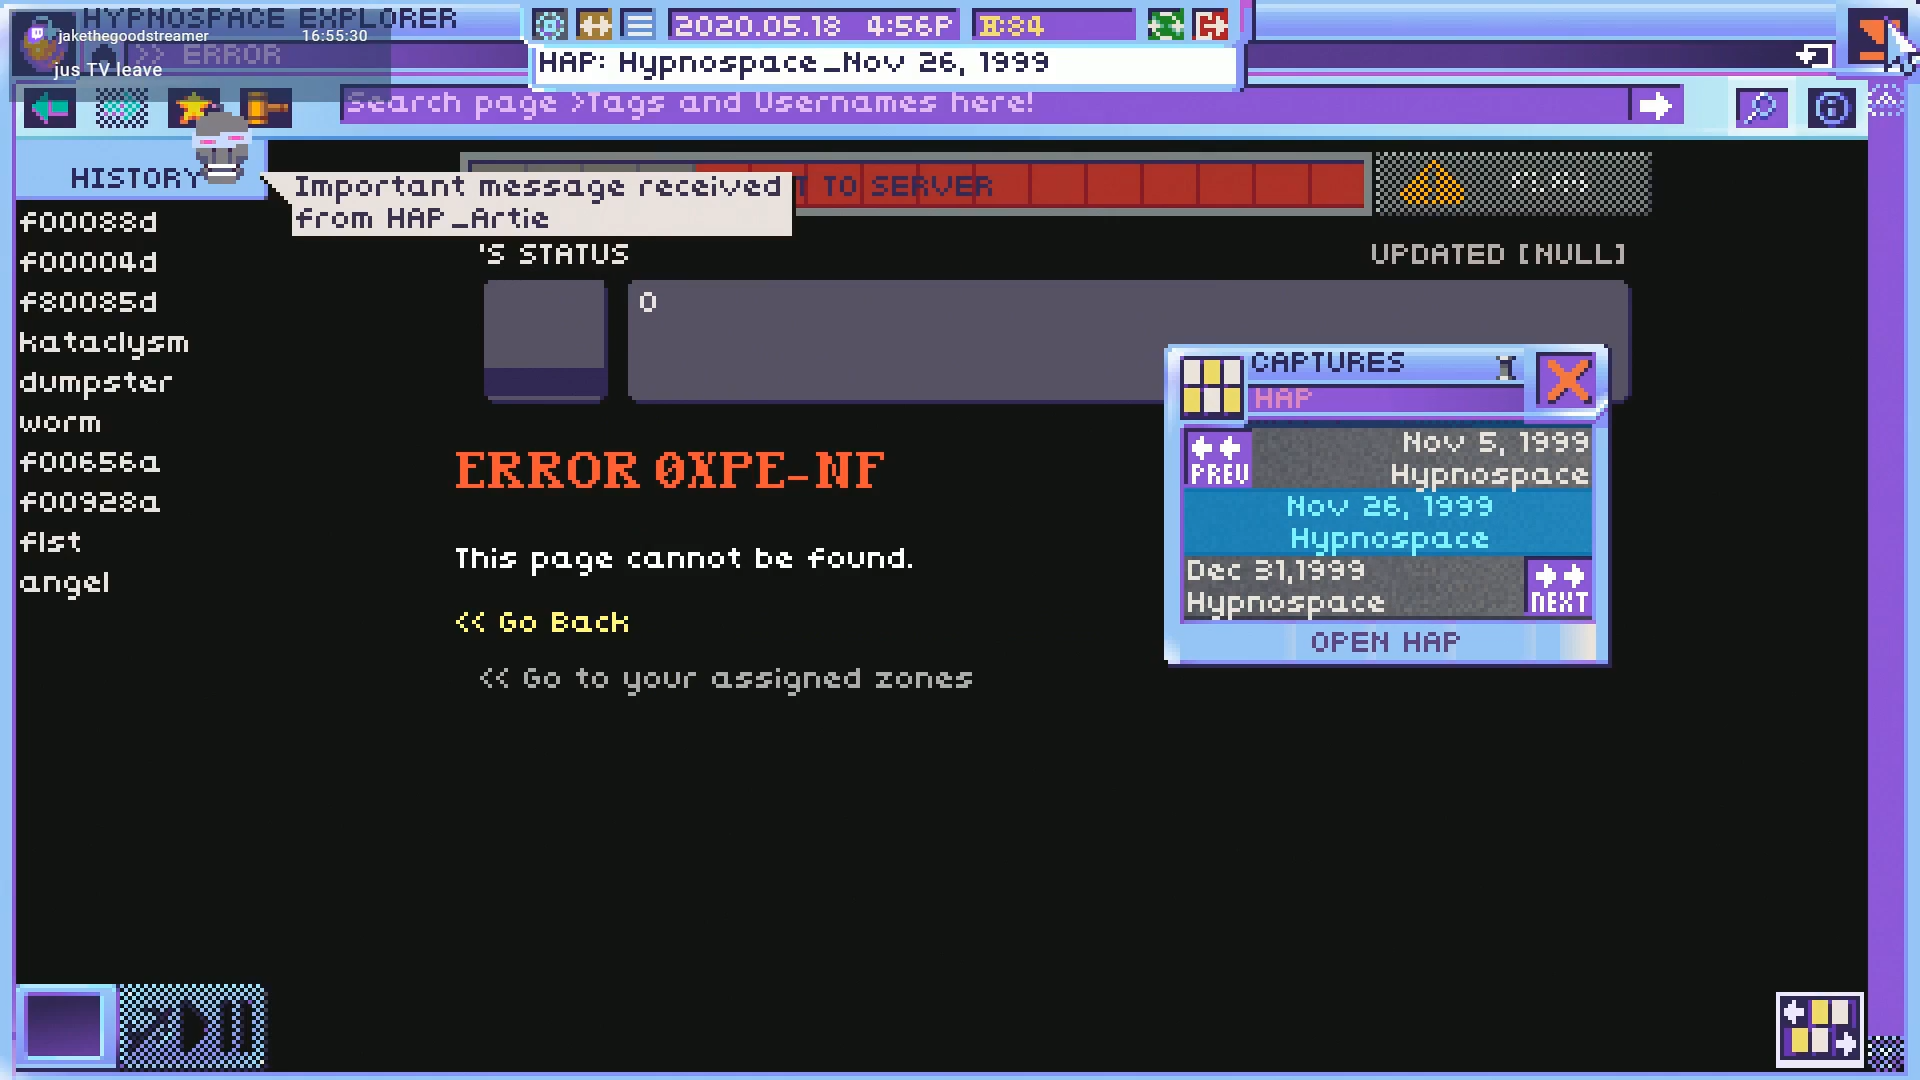 HYPNOSPACE EXPLORER
jakethegoodstreamer 16:55:30
>> ERROR
jus TV leave
2020.05.18 4:56P
84
HAP: Hypnospace_Nov 26, 1999
Search page >Tags and Usernames here!
HISTORY
Important message received
from HAP_Artie
T TO SERVER
f00088d
f00004d
f80085d
kataclysm
dumpster
worm
f00656a
f00928a
fist
angel
'S STATUS
UPDATED [NULL]
0
ERROR 0XPE-NF
This page cannot be found.
<< Go Back
<< Go to your assigned zones
CAPTURES
HAP
PREV
Nov 5, 1999
Hypnospace
Nov 26, 1999
Hypnospace
Dec 31,1999
Hypnospace
NEXT
OPEN HAP